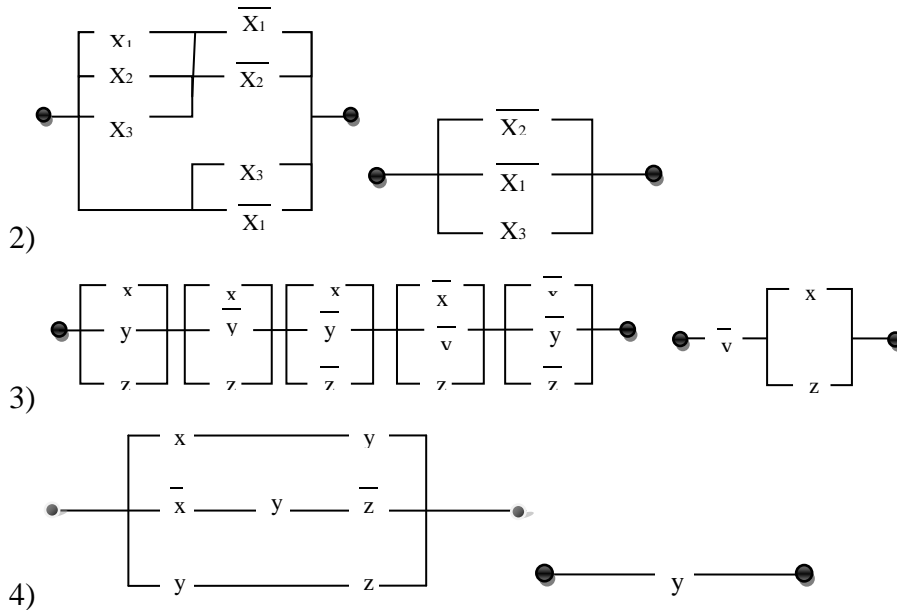 X₁ X̅₁
X₂ X̅₂
X₃
X₃
X̅₁
X̅₂
X̅₁
X₃
2)
x x x x̅ x̅ x
y y̅ y̅ y̅ y̅ y̅
z z z̅ z z̅ z
3)
x y
x̅ y z̅
y z
y
4)